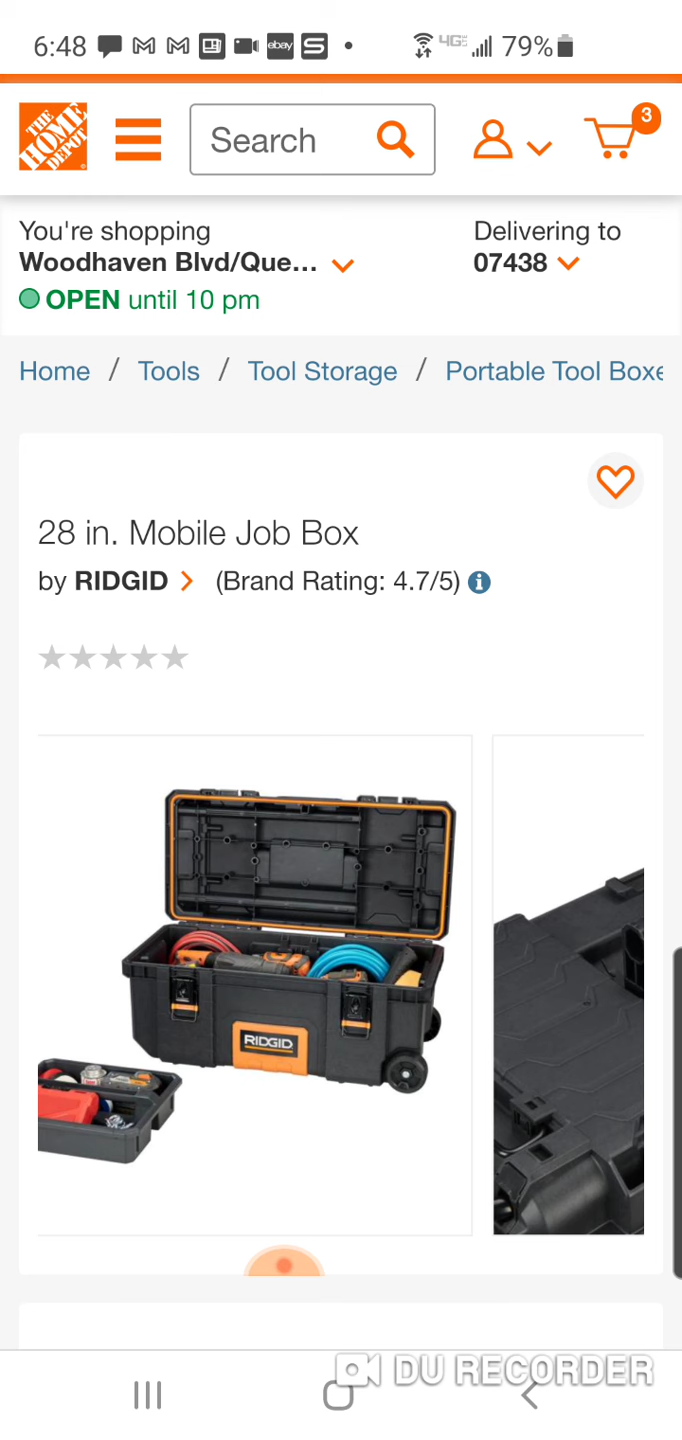 6:48
ebay
4G
79%
THE HOME DEPOT
Search
3
You're shopping
Delivering to
Woodhaven Blvd/Que...
07438
OPEN until 10 pm
Home / Tools / Tool Storage / Portable Tool Boxe
28 in. Mobile Job Box
by RIDGID (Brand Rating: 4.7/5)
RIDGID
DU RECORDER